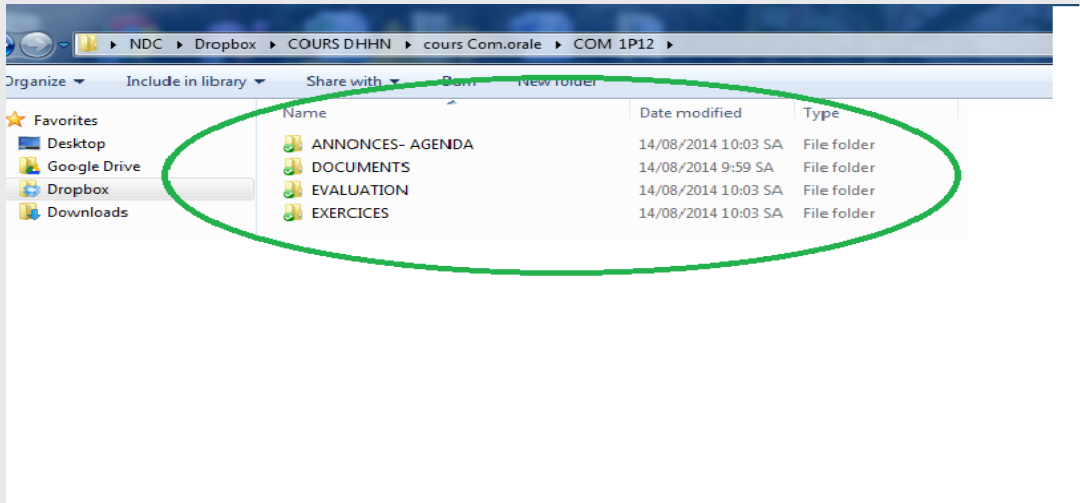 NDC ▸ Dropbox ▸ COURS DHHN ▸ cours Com.orale ▸ COM 1P12 ▸
Organize Include in library Share with Burn New folder
Name Date modified Type
Favorites
Desktop
Google Drive
Dropbox
Downloads
ANNONCES- AGENDA 14/08/2014 10:03 SA File folder
DOCUMENTS 14/08/2014 9:59 SA File folder
EVALUATION 14/08/2014 10:03 SA File folder
EXERCICES 14/08/2014 10:03 SA File folder